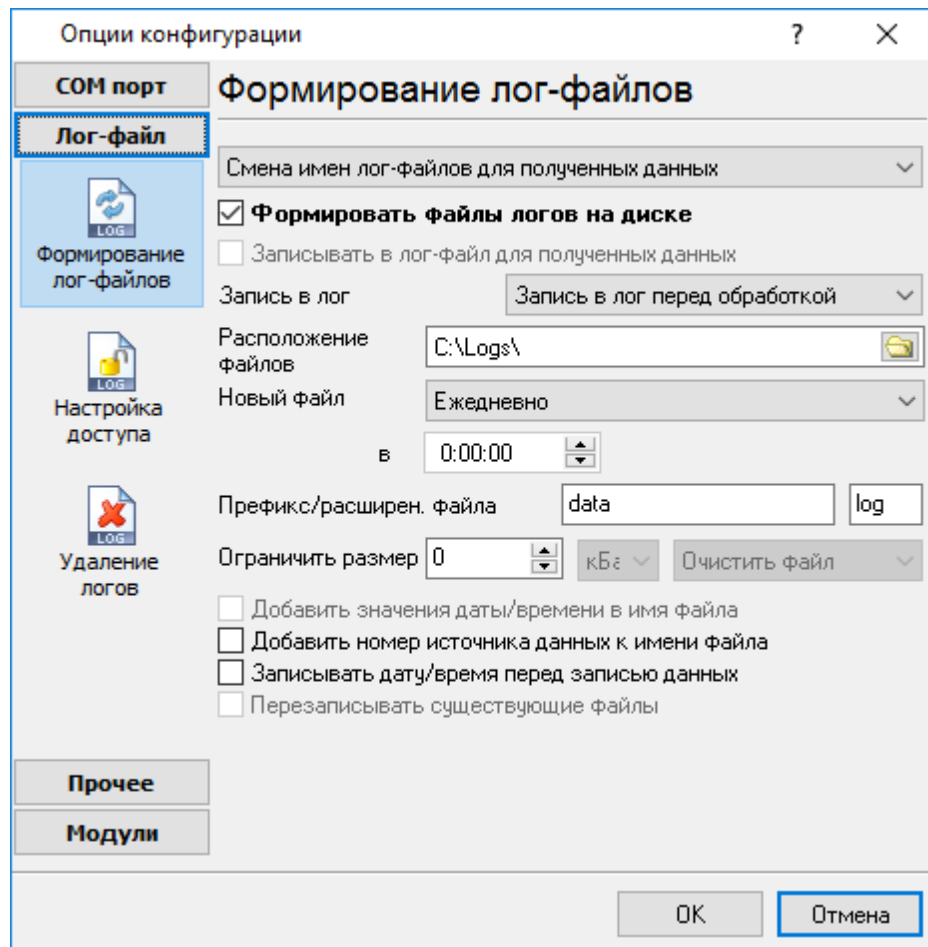 Опции конфигурации
?
COM порт
Лог-файл
LOG
Формирование
лог-файлов
LOG
Настройка
доступа
LOG
Удаление
логов
Прочее
Модули
Формирование лог-файлов
Смена имен лог-файлов для полученных данных
Формировать файлы логов на диске
Записывать в лог-файл для полученных данных
Запись в лог Запись в лог перед обработкой
Расположение
файлов
C:\Logs\
Новый файл Ежедневно
в 0:00:00
Префикс/расширен. файла data log
Ограничить размер 0 кБа Очистить файл
Добавить значения даты/времени в имя файла
Добавить номер источника данных к имени файла
Записывать дату/время перед записью данных
Перезаписывать существующие файлы
OK Отмена